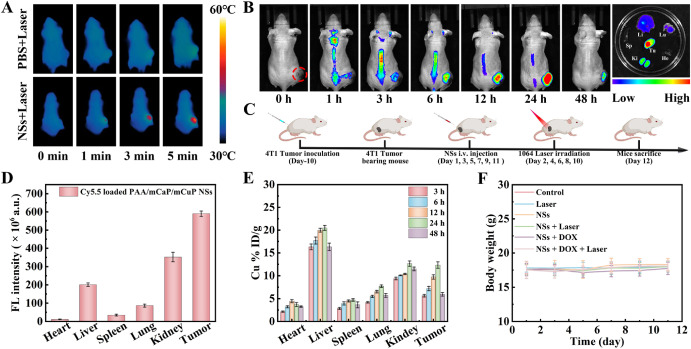 A
60℃
PBS+Laser
NSs+Laser
0 min 1 min 3 min 5 min
30℃
B
0 h 1 h 3 h 6 h 12 h 24 h 48 h
Li Lu
Sp Tu
Ki He
Low High
C
4T1 Tumor inoculation
(Day-10)
4T1 Tumor
bearing mouse
NSs i.v. injection
(Day 1, 3, 5, 7, 9, 11)
1064 Laser irradiation
(Day 2, 4, 6, 8, 10)
Mice sacrifice
(Day 12)
D
FL intensity (× 10⁶ a.u.)
700
600
500
400
300
200
100
0
Cy5.5 loaded PAA/mCaP/mCuP NSs
Heart Liver Spleen Lung Kidney Tumor
E
Cu % ID/g
30
25
20
15
10
5
0
3 h
6 h
12 h
24 h
48 h
Heart Liver Spleen Lung Kindey Tumor
F
Body weight (g)
40
30
20
10
0
Control
Laser
NSs
NSs + Laser
NSs + DOX
NSs + DOX + Laser
0 2 4 6 8 10 12
Time (day)